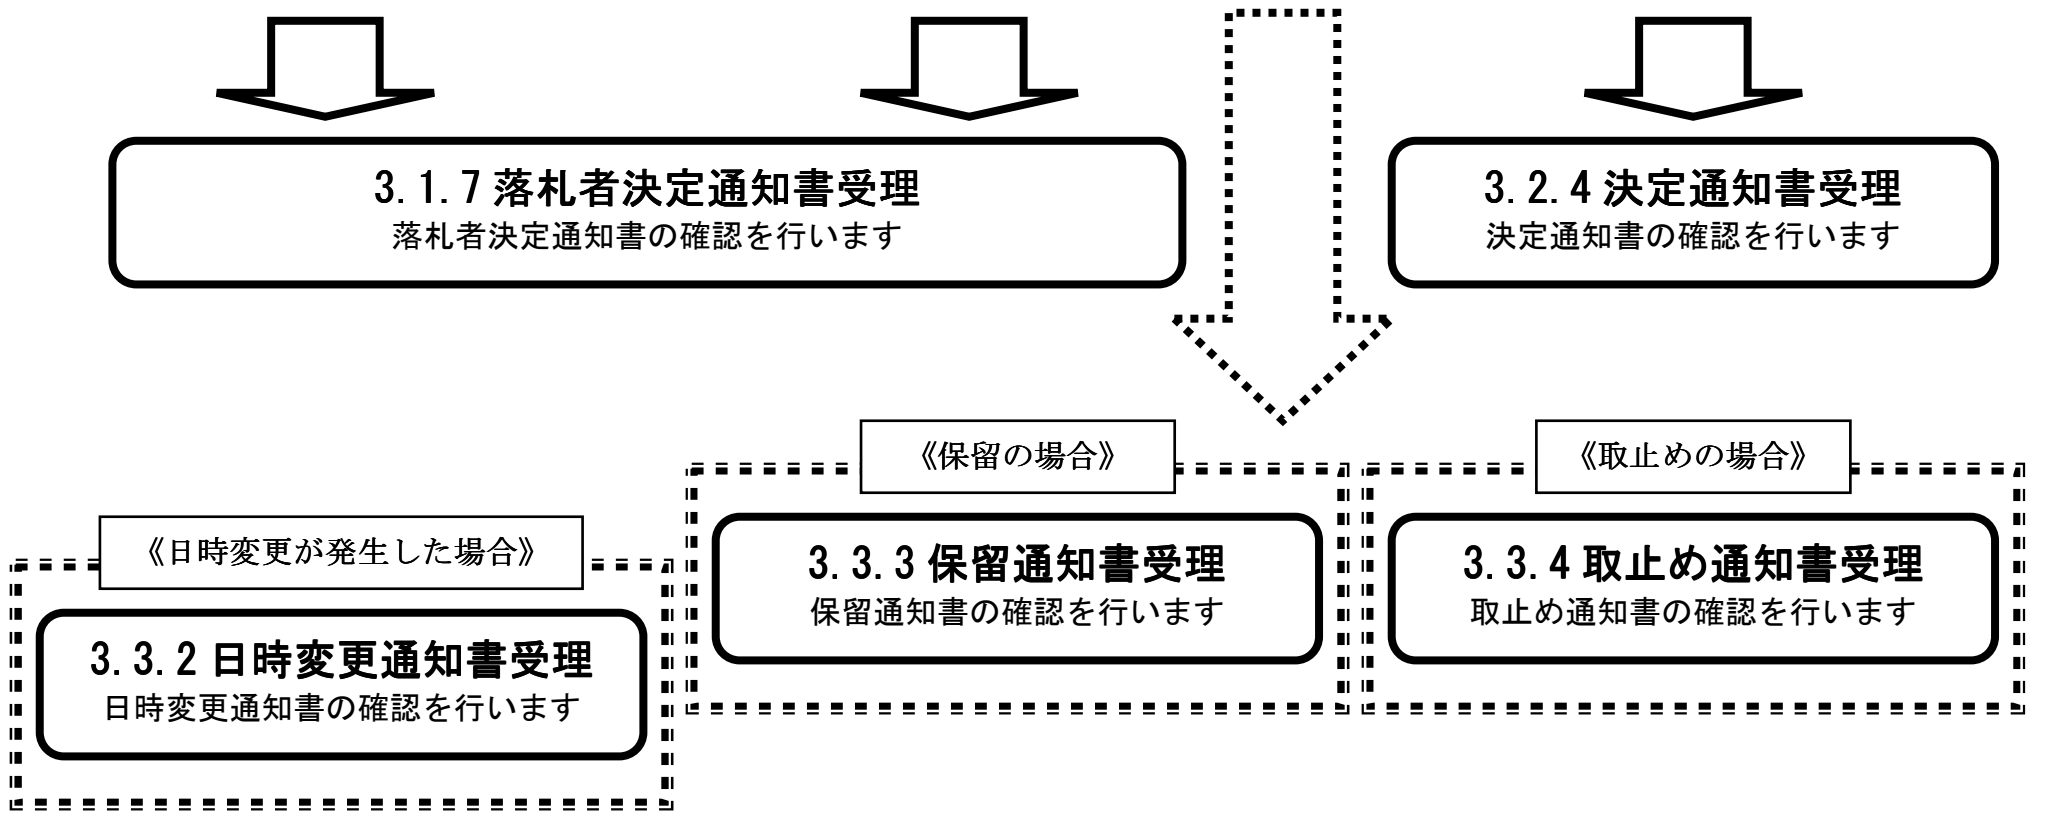 3.1.7 落札者決定通知書受理
落札者決定通知書の確認を行います
3.2.4 決定通知書受理
決定通知書の確認を行います
《保留の場合》
3.3.3 保留通知書受理
保留通知書の確認を行います
《取止めの場合》
3.3.4 取止め通知書受理
取止め通知書の確認を行います
《日時変更が発生した場合》
3.3.2 日時変更通知書受理
日時変更通知書の確認を行います